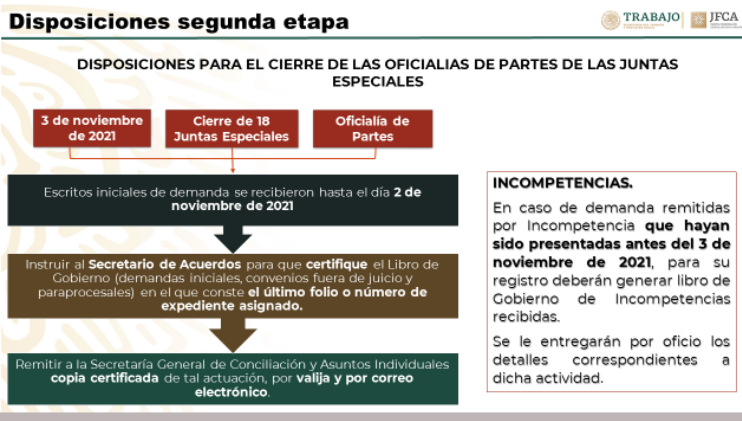 Disposiciones segunda etapa
TRABAJO
JFCA
DISPOSICIONES PARA EL CIERRE DE LAS OFICIALIAS DE PARTES DE LAS JUNTAS
ESPECIALES
3 de noviembre
de 2021
Cierre de 18
Juntas Especiales
Oficialía de
Partes
Escritos iniciales de demanda se recibieron hasta el día 2 de
noviembre de 2021
Instruir al Secretario de Acuerdos para que certifique el Libro de
Gobierno (demandas iniciales, convenios fuera de juicio y
paraprocesales) en el que conste el último folio o número de
expediente asignado.
Remitir a la Secretaría General de Conciliación y Asuntos Individuales
copia certificada de tal actuación, por valija y por correo
electrónico.
INCOMPETENCIAS.
En caso de demanda remitidas
por Incompetencia que hayan
sido presentadas antes del 3 de
noviembre de 2021, para su
registro deberán generar libro de
Gobierno de Incompetencias
recibidas.
Se le entregarán por oficio los
detalles correspondientes a
dicha actividad.